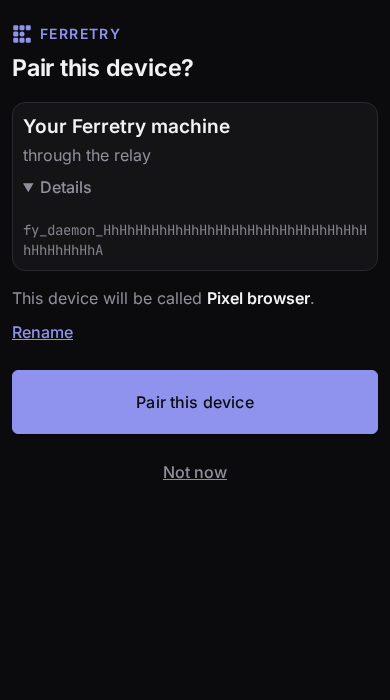 FERRETRY
Pair this device?
Your Ferretry machine
through the relay
▼ Details
fy_daemon_HhHhHhHhHhHhHhHhHhHhHhHhHhHhHhHhH
hHhHhHhHhA
This device will be called Pixel browser.
Rename
Pair this device
Not now